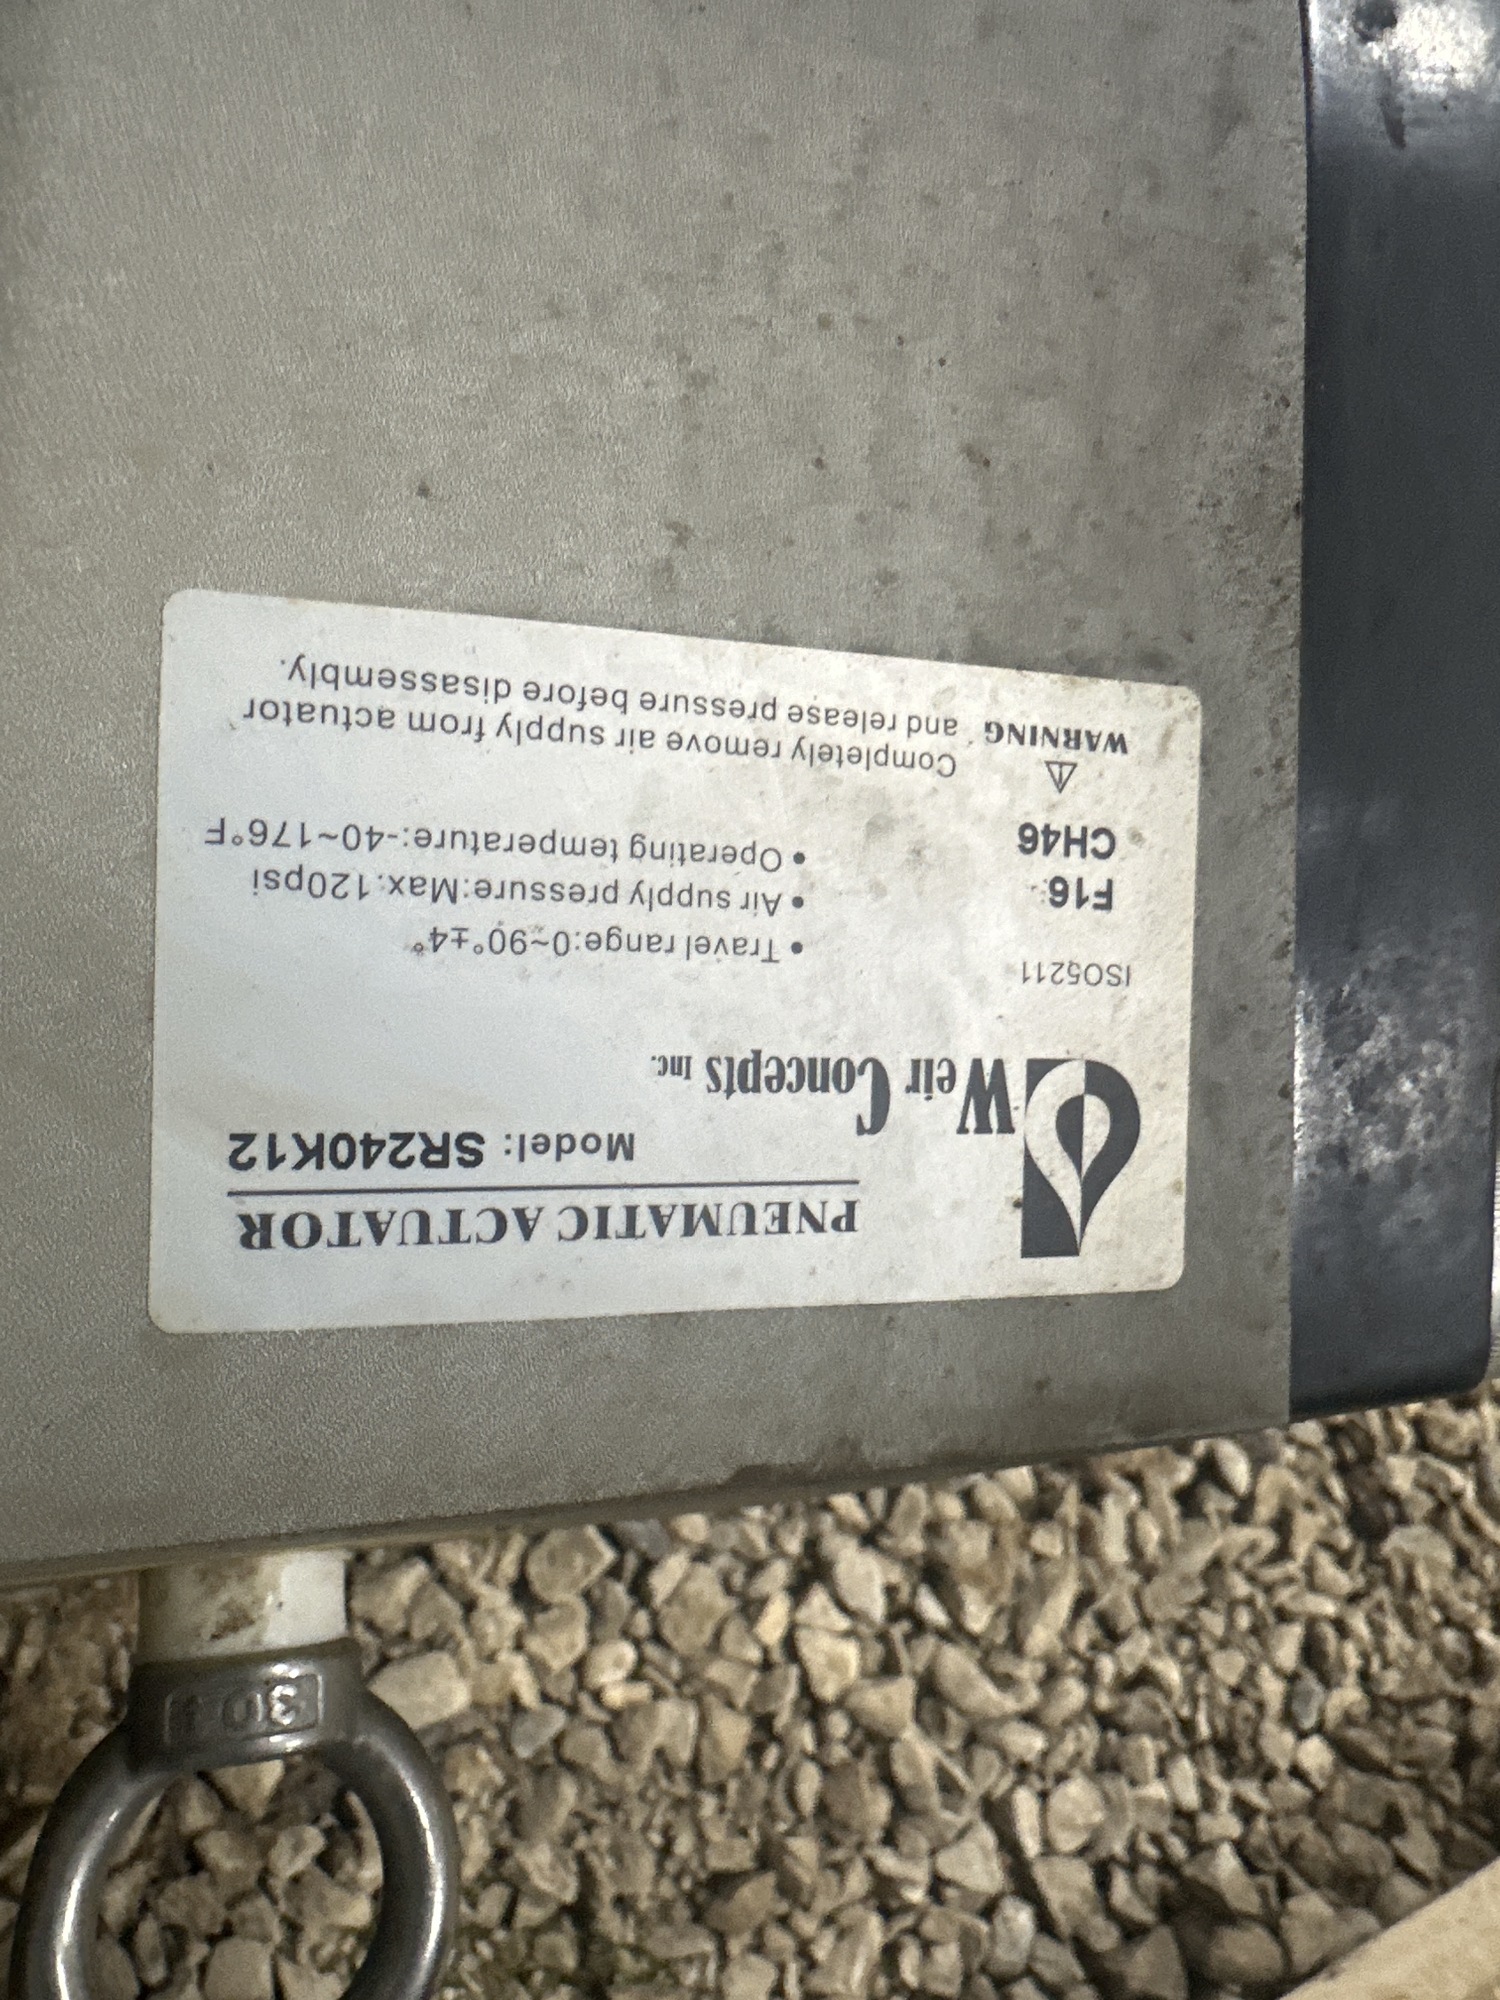 PNEUMATIC ACTUATOR
Model: SR240K12
Weir Concepts Inc.
ISO5211
F16
CH46
• Travel range:0~90°±4°
• Air supply pressure:Max.120psi
• Operating temperature:-40~176°F
WARNING
Completely remove air supply from actuator
and release pressure before disassembly.